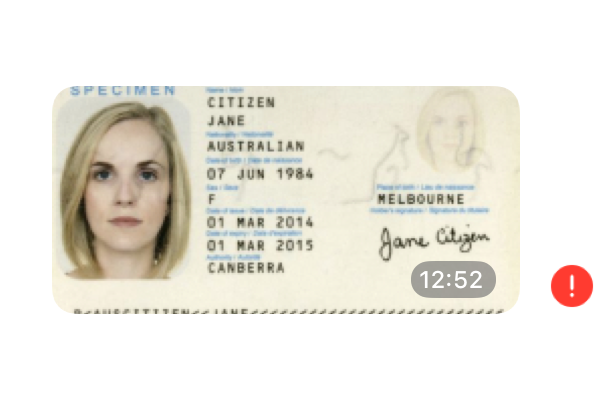 SPECIMEN
Name / Nom
CITIZEN
JANE
Nationality / Nationalité
AUSTRALIAN
Date of birth / Date de naissance
07 JUN 1984
Sex / Sexe
Place of birth / Lieu de naissance
F
MELBOURNE
Date of issue / Date de délivrance
Holder's signature / Signature du titulaire
01 MAR 2014
Date of expiry / Date d'expiration
Jane Citizen
01 MAR 2015
Authority / Autorité
CANBERRA
12:52
!